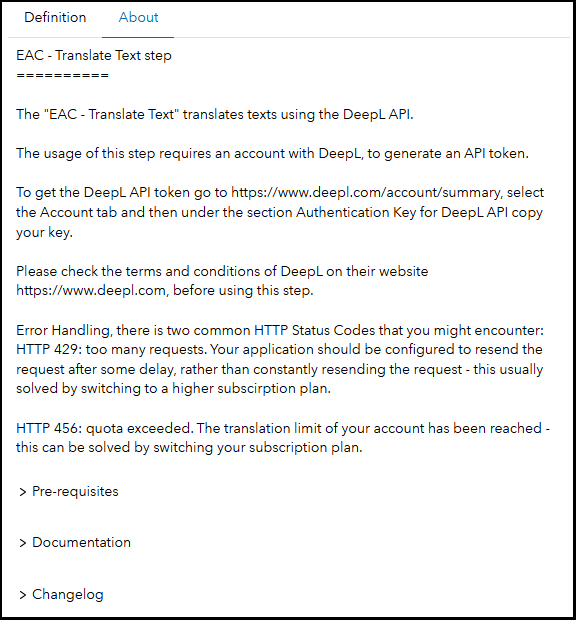 Definition About
EAC - Translate Text step
==========
The "EAC - Translate Text" translates texts using the DeepL API.
The usage of this step requires an account with DeepL, to generate an API token.
To get the DeepL API token go to https://www.deepl.com/account/summary, select
the Account tab and then under the section Authentication Key for DeepL API copy
your key.
Please check the terms and conditions of DeepL on their website
https://www.deepl.com, before using this step.
Error Handling, there is two common HTTP Status Codes that you might encounter:
HTTP 429: too many requests. Your application should be configured to resend the
request after some delay, rather than constantly resending the request - this usually
solved by switching to a higher subscirption plan.
HTTP 456: quota exceeded. The translation limit of your account has been reached -
this can be solved by switching your subscription plan.
> Pre-requisites
> Documentation
> Changelog